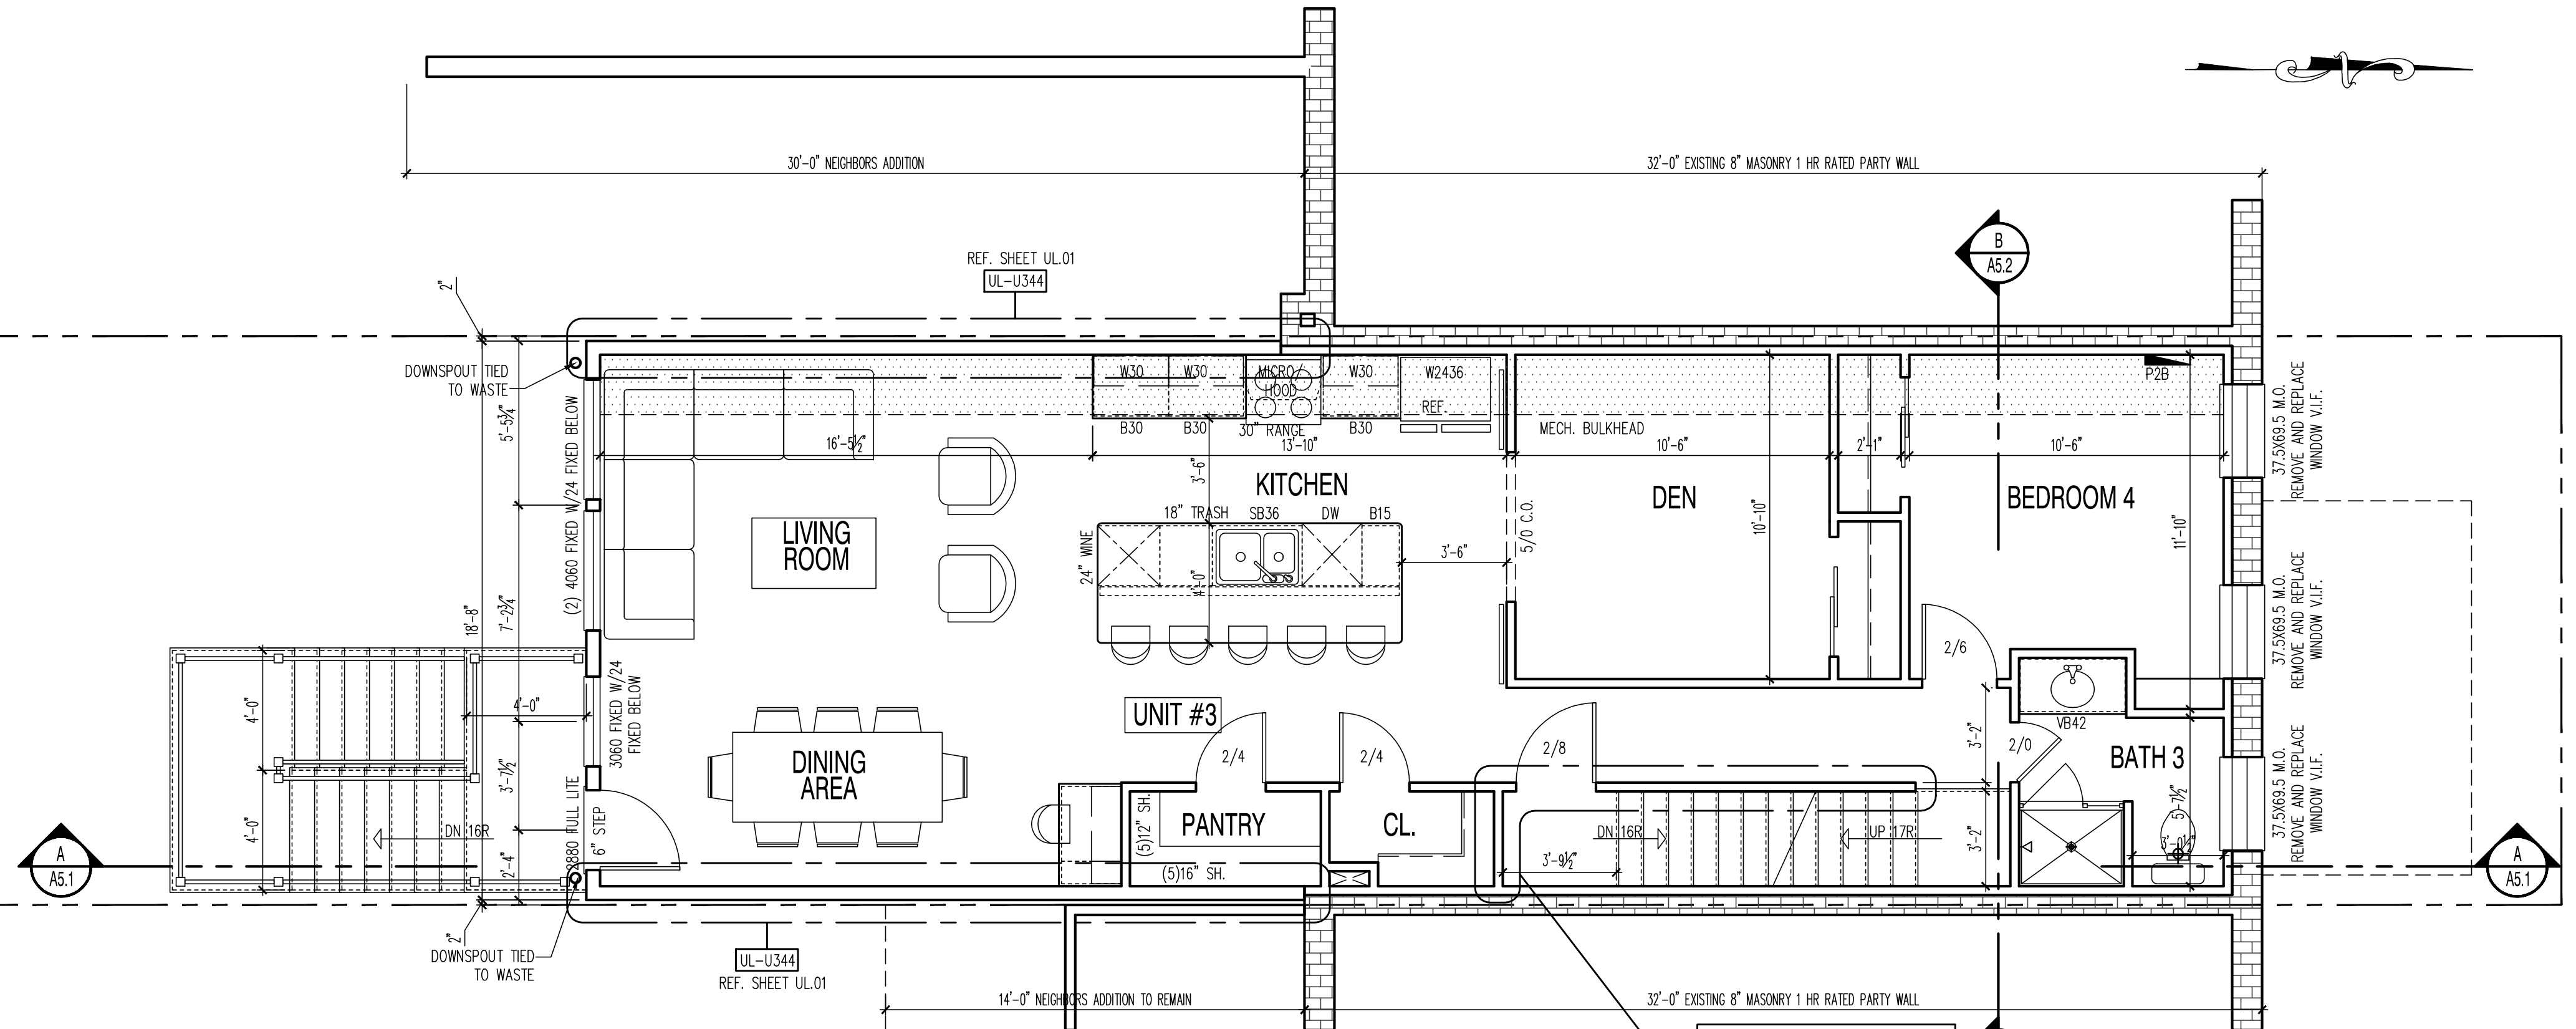 30'-0" NEIGHBORS ADDITION
32'-0" EXISTING 8" MASONRY 1 HR RATED PARTY WALL
B
A5.2
REF. SHEET UL.01
UL-U344
2"
DOWNSPOUT TIED
TO WASTE
5'-5¾"
(2) 4060 FIXED W/24 FIXED BELOW
18'-8"
7'-2¾"
W30
W30
MICRO/
HOOD
W30
W2436
REF.
B30
B30
30" RANGE
B30
16'-5½"
13'-10"
3'-6"
KITCHEN
MECH. BULKHEAD
10'-6"
2'-1"
10'-6"
P2B
DEN
10'-10"
BEDROOM 4
11'-10"
37.5X69.5 M.O.
REMOVE AND REPLACE
WINDOW V.I.F.
LIVING
ROOM
18" TRASH
SB36
DW
B15
24" WINE
4'-0"
3'-6"
5/0 C.O.
37.5X69.5 M.O.
REMOVE AND REPLACE
WINDOW V.I.F.
2/6
4'-0"
4'-0"
3060 FIXED W/24
FIXED BELOW
UNIT #3
2/4
2/4
2/8
3'-2"
2/0
VB42
BATH 3
DINING
AREA
3'-7½"
37.5X69.5 M.O.
REMOVE AND REPLACE
WINDOW V.I.F.
4'-0"
DN 16R
2'-4"
2880 FULL LITE
6" STEP
(5)12" SH.
PANTRY
(5)16" SH.
CL.
DN 16R
UP 17R
3'-9½"
3'-2"
5'-7½"
3'-0½"
A
A5.1
A
A5.1
2"
DOWNSPOUT TIED
TO WASTE
UL-U344
REF. SHEET UL.01
14'-0" NEIGHBORS ADDITION TO REMAIN
32'-0" EXISTING 8" MASONRY 1 HR RATED PARTY WALL